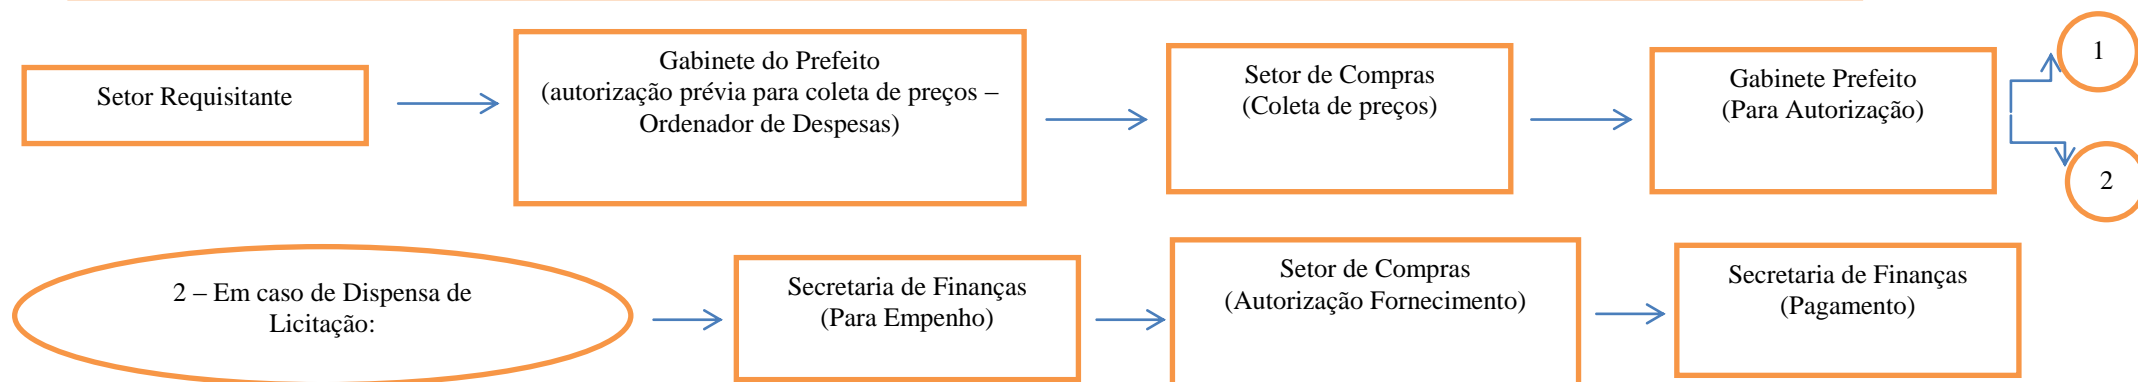 Setor Requisitante
Gabinete do Prefeito
(autorização prévia para coleta de preços –
Ordenador de Despesas)
Setor de Compras
(Coleta de preços)
Gabinete Prefeito
(Para Autorização)
1
2
2 – Em caso de Dispensa de
Licitação:
Secretaria de Finanças
(Para Empenho)
Setor de Compras
(Autorização Fornecimento)
Secretaria de Finanças
(Pagamento)